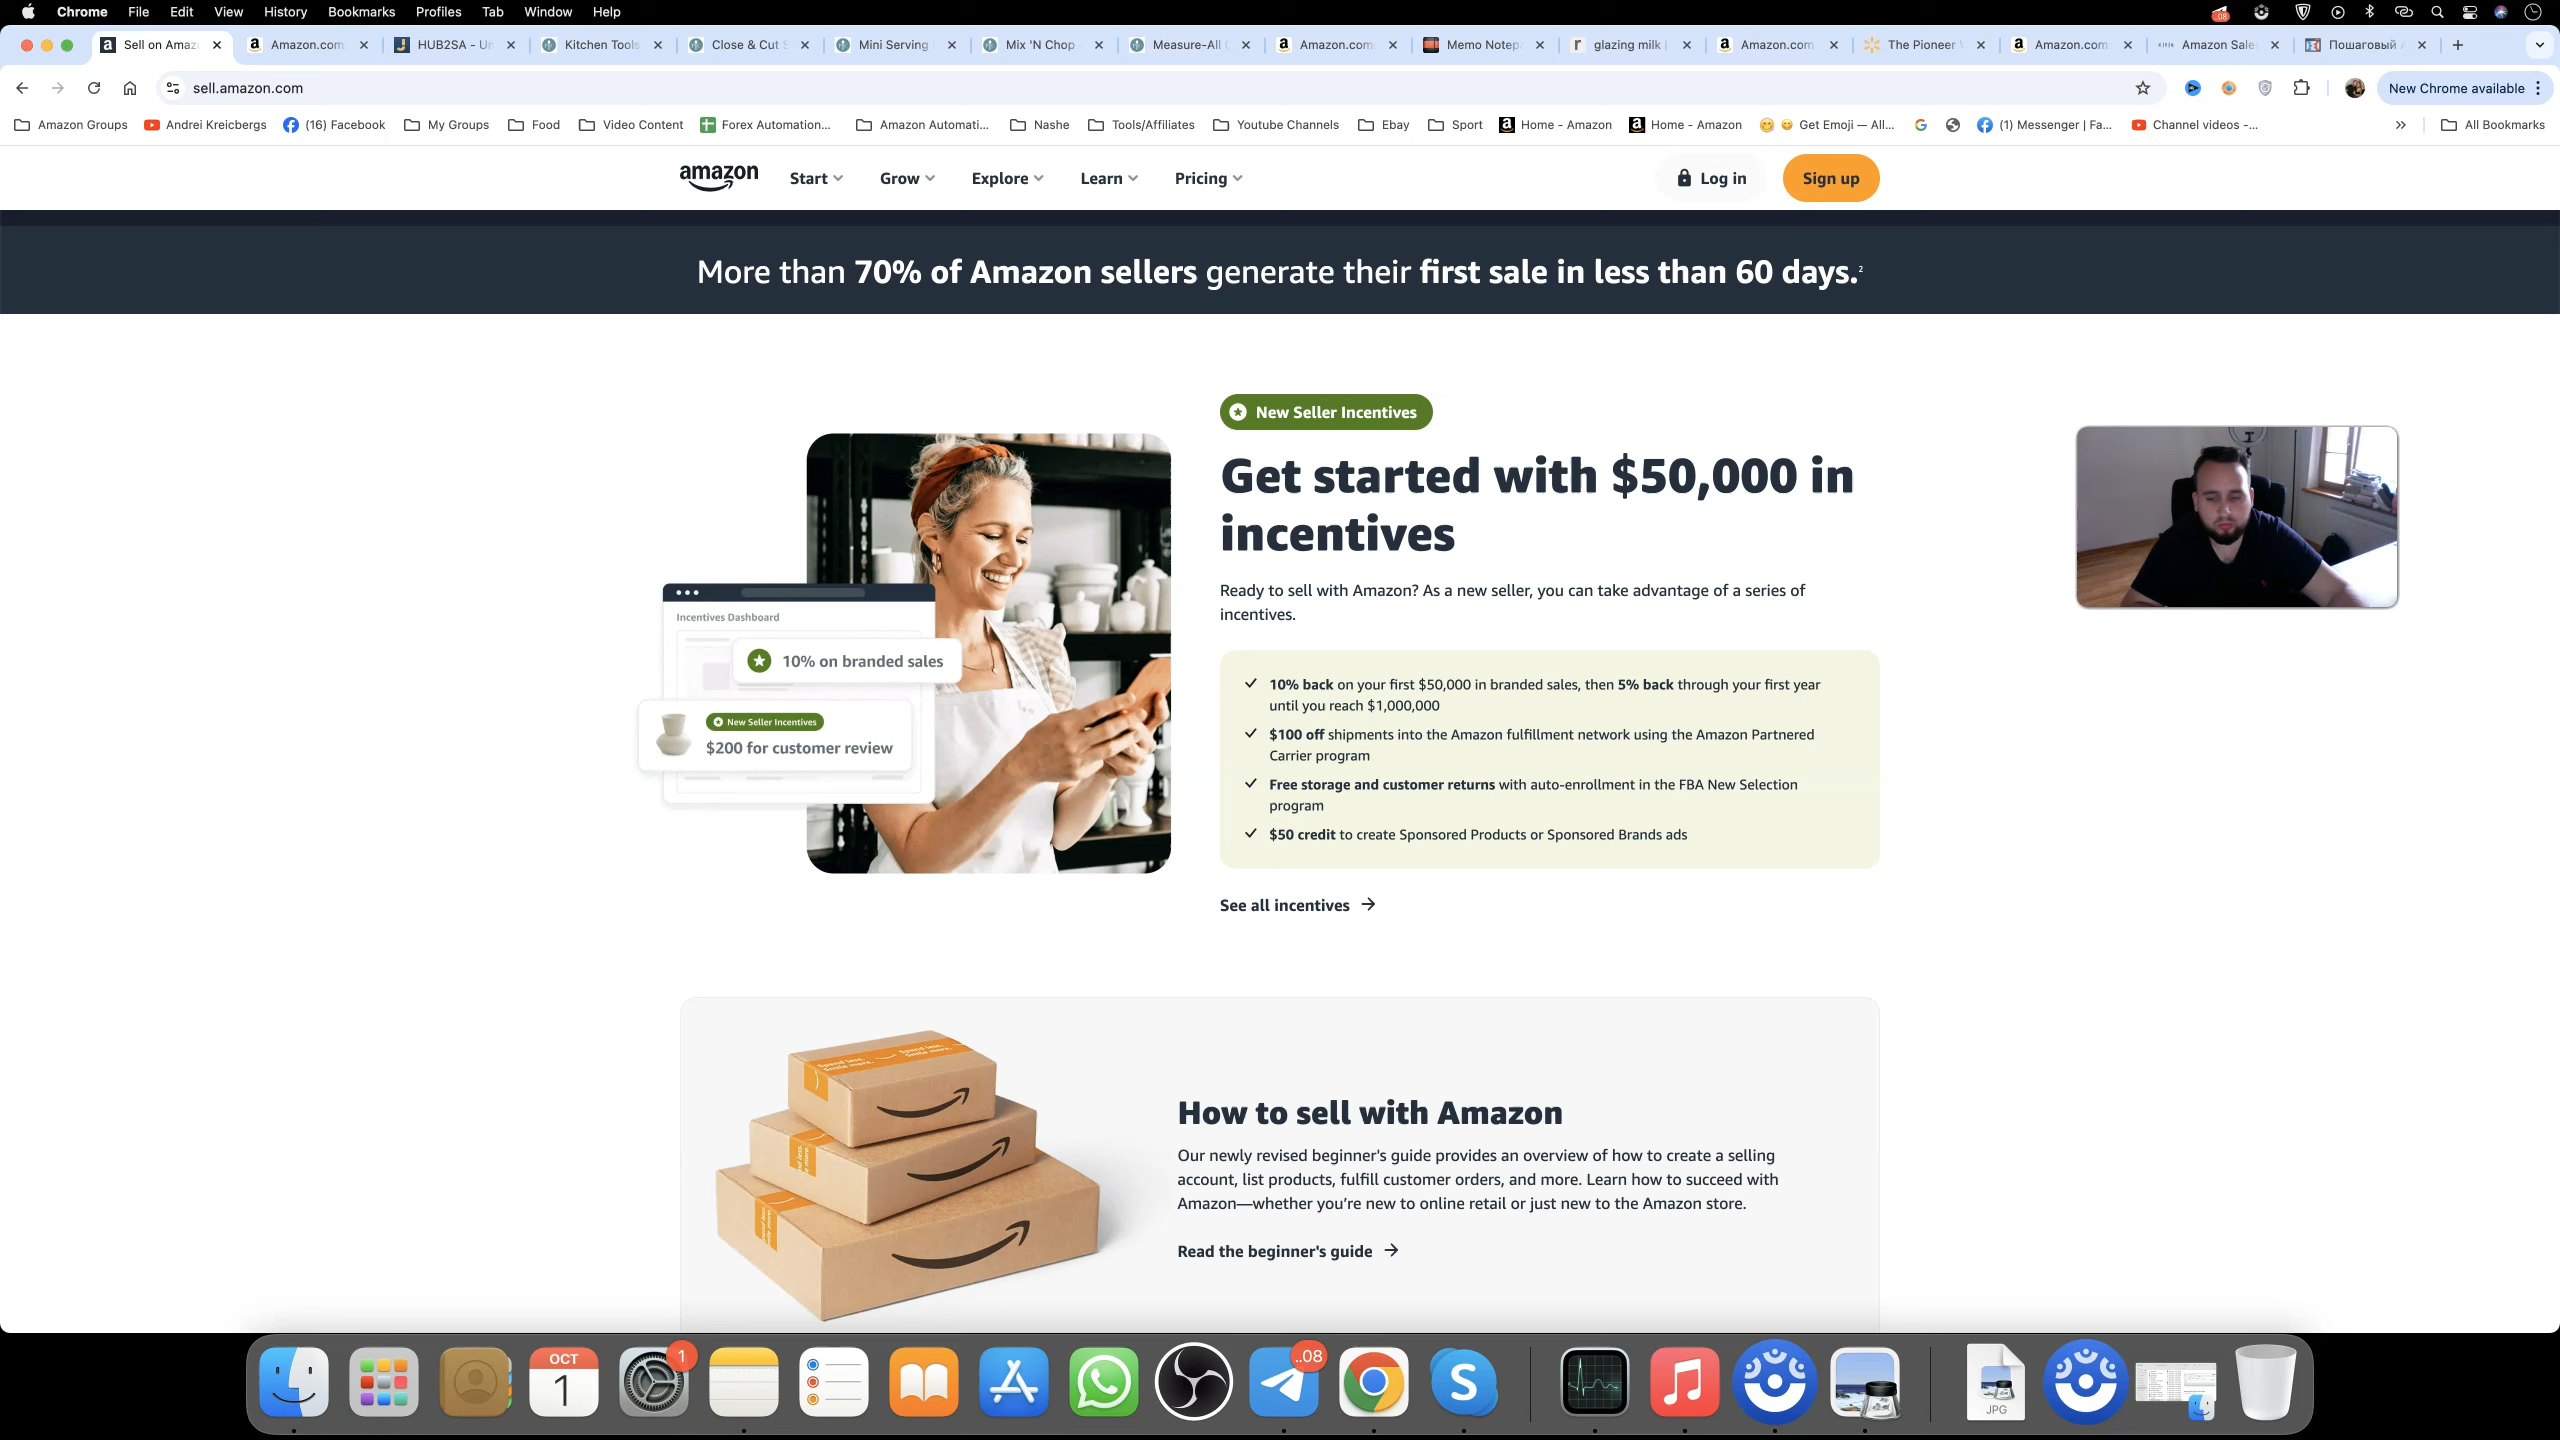 Chrome File Edit View History Bookmarks Profiles Tab Window Help
Sell on Amaz Amazon.com HUB2SA - Un Kitchen Tools Close & Cut S Mini Serving Mix 'N Chop Measure-All C Amazon.com Memo Notep glazing milk Amazon.com The Pioneer Amazon.com Amazon Sale Пошаговый
sell.amazon.com
New Chrome available
Amazon Groups Andrei Kreicbergs (16) Facebook My Groups Food Video Content Forex Automation... Amazon Automati... Nashe Tools/Affiliates Youtube Channels Ebay Sport Home - Amazon Home - Amazon Get Emoji — All... (1) Messenger | Fa... Channel videos -... All Bookmarks
amazon Start Grow Explore Learn Pricing Log in Sign up
More than 70% of Amazon sellers generate their first sale in less than 60 days.²
New Seller Incentives
Get started with $50,000 in
incentives
Ready to sell with Amazon? As a new seller, you can take advantage of a series of
incentives.
Incentives Dashboard
10% on branded sales
New Seller Incentives
$200 for customer review
10% back on your first $50,000 in branded sales, then 5% back through your first year
until you reach $1,000,000
$100 off shipments into the Amazon fulfillment network using the Amazon Partnered
Carrier program
Free storage and customer returns with auto-enrollment in the FBA New Selection
program
$50 credit to create Sponsored Products or Sponsored Brands ads
See all incentives
Spend less.
Smile more.
Spend less.
Smile more.
How to sell with Amazon
Our newly revised beginner's guide provides an overview of how to create a selling
account, list products, fulfill customer orders, and more. Learn how to succeed with
Amazon—whether you’re new to online retail or just new to the Amazon store.
Read the beginner's guide
OCT
1
1
..08
JPG